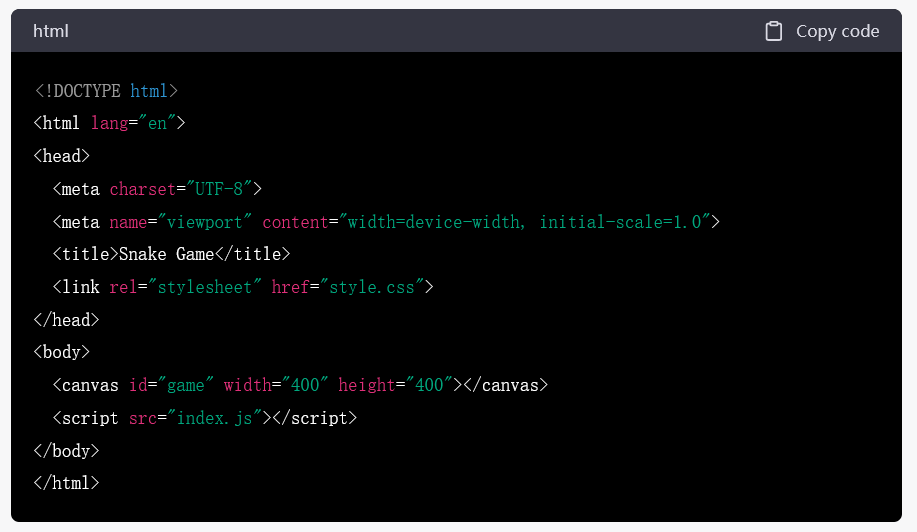 html
Copy code
<!DOCTYPE html>
<html lang="en">
<head>
  <meta charset="UTF-8">
  <meta name="viewport" content="width=device-width, initial-scale=1.0">
  <title>Snake Game</title>
  <link rel="stylesheet" href="style.css">
</head>
<body>
  <canvas id="game" width="400" height="400"></canvas>
  <script src="index.js"></script>
</body>
</html>